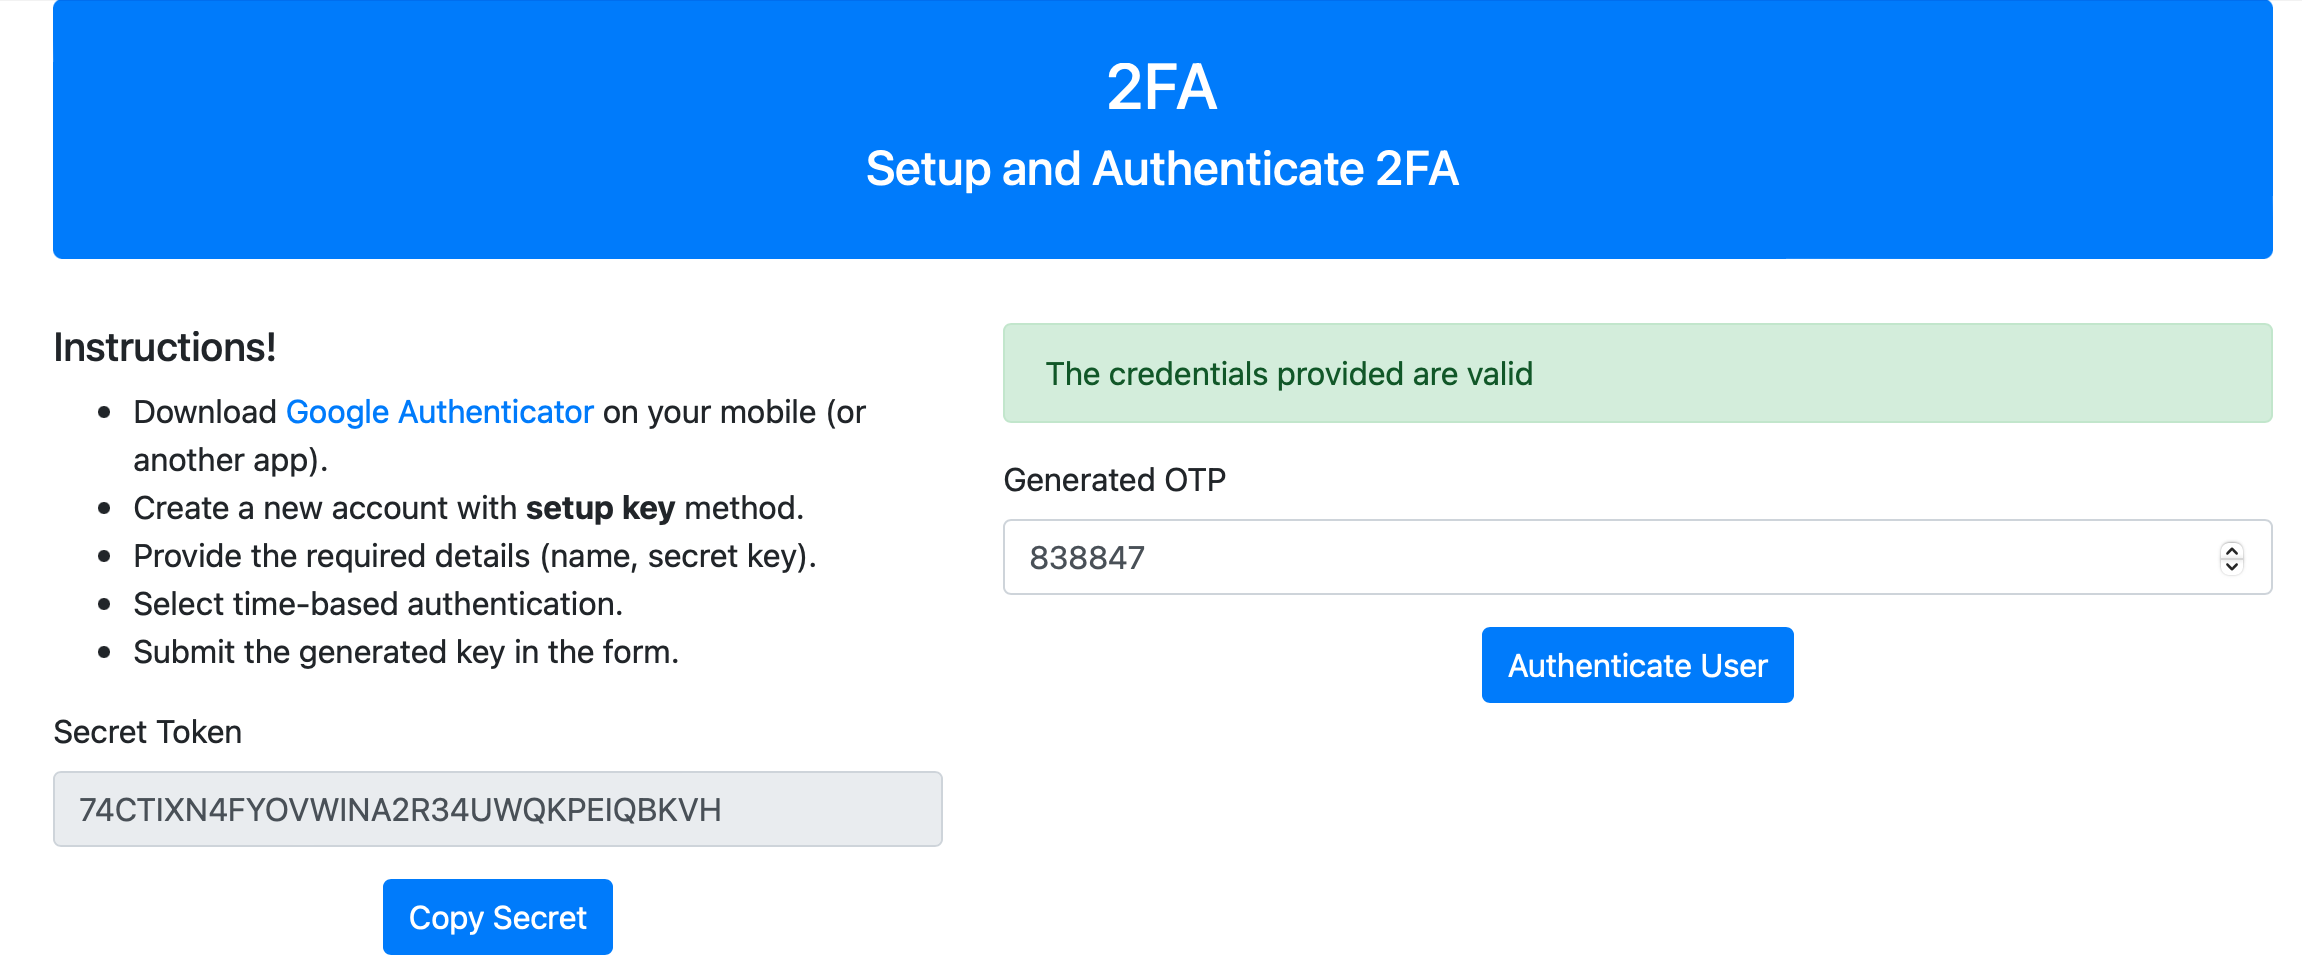 2FA
Setup and Authenticate 2FA
Instructions!
Download Google Authenticator on your mobile (or
another app).
Create a new account with setup key method.
Provide the required details (name, secret key).
Select time-based authentication.
Submit the generated key in the form.
Secret Token
74CTIXN4FYOVWINA2R34UWQKPEIQBKVH
Copy Secret
The credentials provided are valid
Generated OTP
838847
Authenticate User